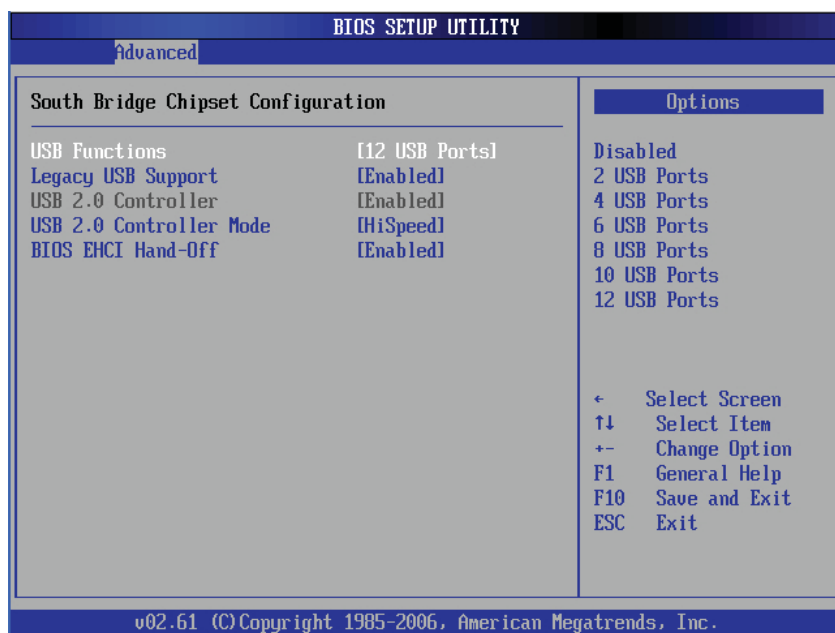 BIOS SETUP UTILITY
Advanced
South Bridge Chipset Configuration
USB Functions [12 USB Ports]
Legacy USB Support [Enabled]
USB 2.0 Controller [Enabled]
USB 2.0 Controller Mode [HiSpeed]
BIOS EHCI Hand-Off [Enabled]
Options
Disabled
2 USB Ports
4 USB Ports
6 USB Ports
8 USB Ports
10 USB Ports
12 USB Ports
← Select Screen
↑↓ Select Item
+- Change Option
F1 General Help
F10 Save and Exit
ESC Exit
v02.61 (C)Copyright 1985-2006, American Megatrends, Inc.